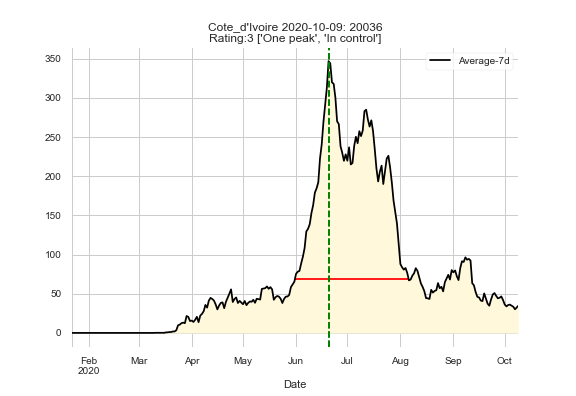 Cote_d'Ivoire 2020-10-09: 20036
Rating:3 ['One peak', 'In control']
Average-7d
350
300
250
200
150
100
50
0
Feb Mar Apr May Jun Jul Aug Sep Oct
2020
Date